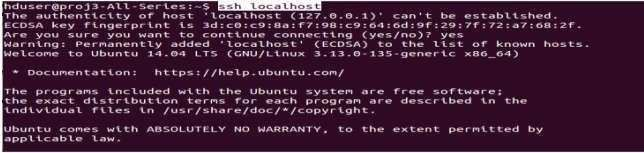 hduser@proj3-All-Series:~$ ssh localhost
The authenticity of host 'localhost (127.0.0.1)' can't be established.
ECDSA key fingerprint is 3d:c0:c9:8a:f7:98:c9:64:6d:9f:29:7f:72:a7:68:2f.
Are you sure you want to continue connecting (yes/no)? yes
Warning: Permanently added 'localhost' (ECDSA) to the list of known hosts.
Welcome to Ubuntu 14.04 LTS (GNU/Linux 3.13.0-135-generic x86_64)
* Documentation: https://help.ubuntu.com/
The programs included with the Ubuntu system are free software;
the exact distribution terms for each program are described in the
individual files in /usr/share/doc/*/copyright.
Ubuntu comes with ABSOLUTELY NO WARRANTY, to the extent permitted by
applicable law.